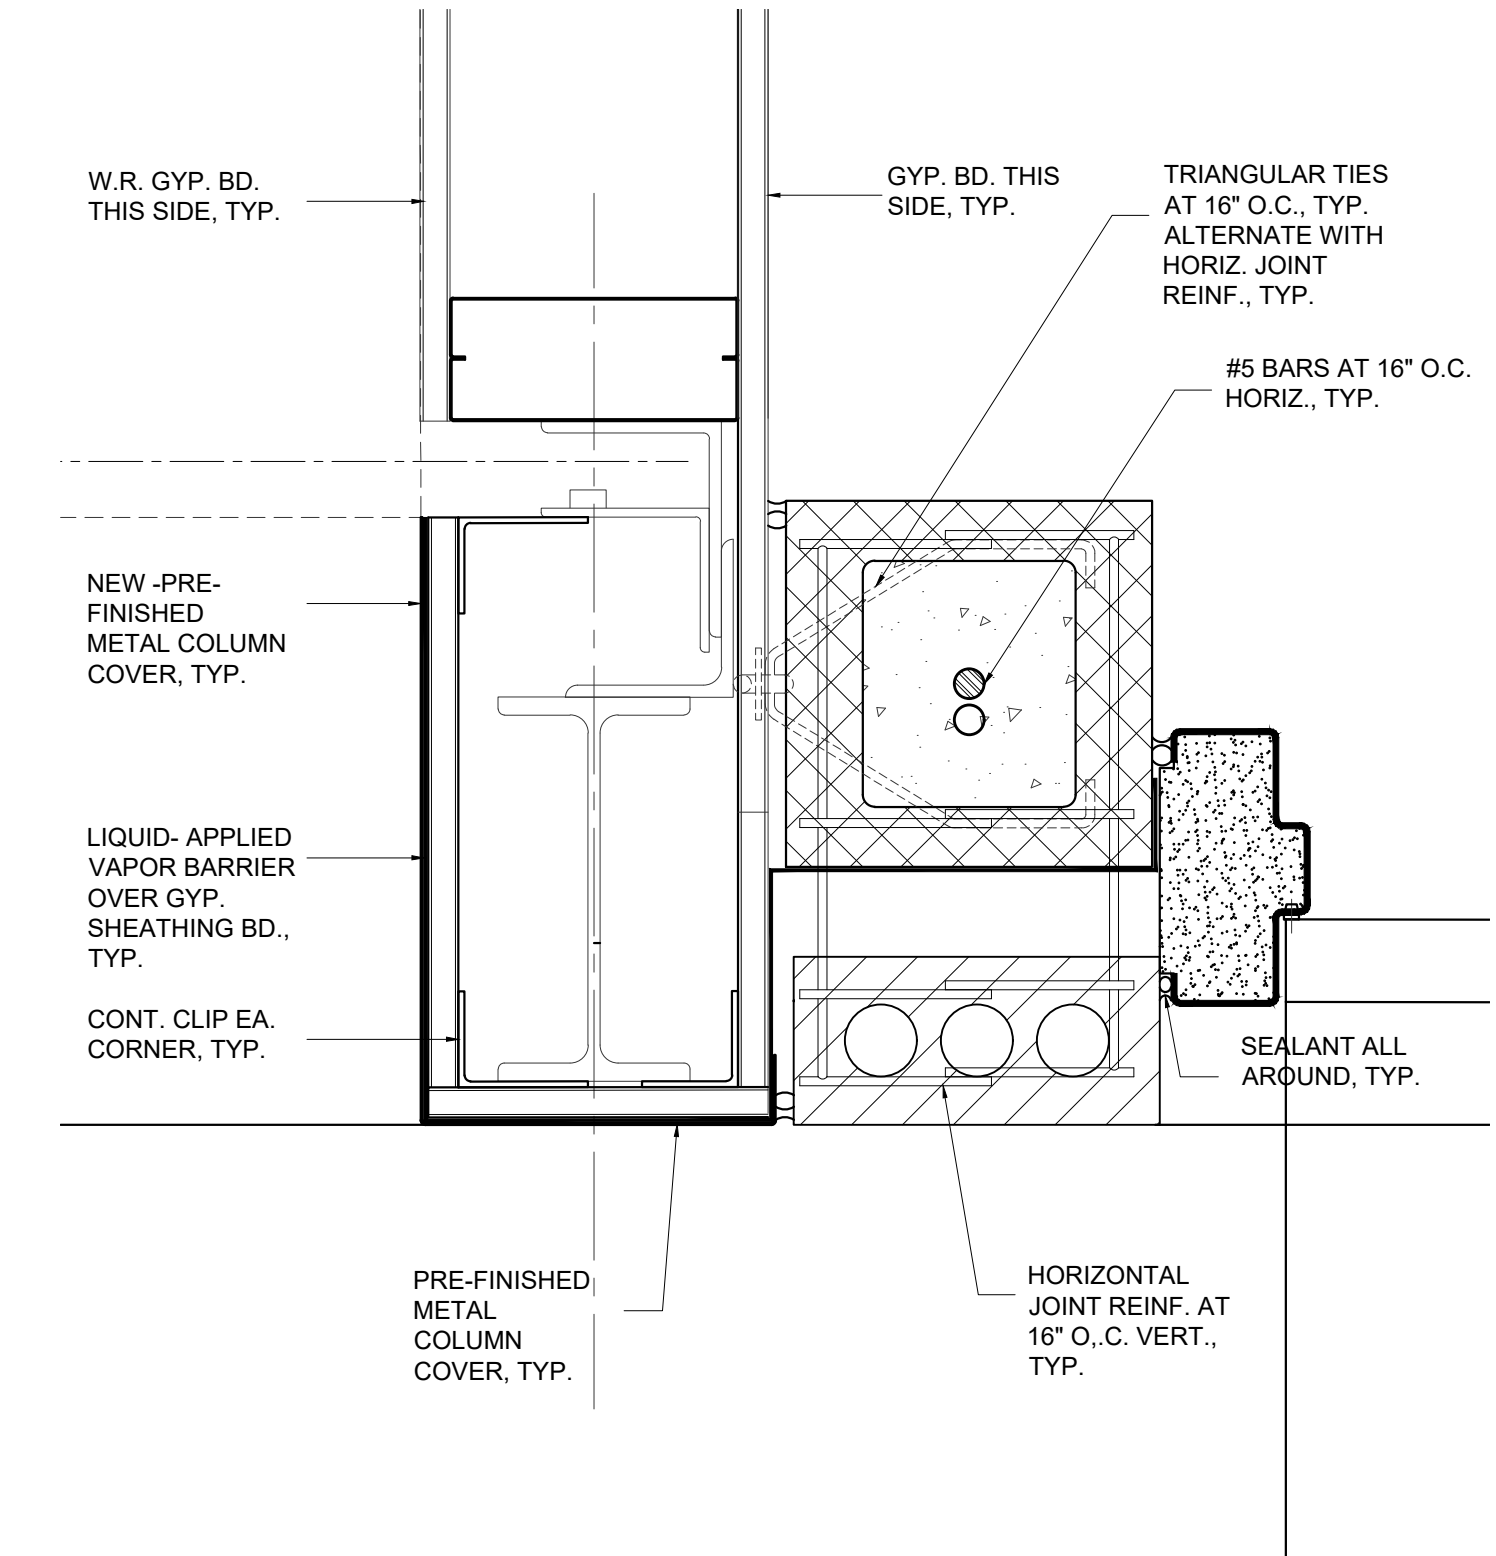 W.R. GYP. BD.
THIS SIDE, TYP.
GYP. BD. THIS
SIDE, TYP.
TRIANGULAR TIES
AT 16" O.C., TYP.
ALTERNATE WITH
HORIZ. JOINT
REINF., TYP.
#5 BARS AT 16" O.C.
HORIZ., TYP.
NEW -PRE-
FINISHED
METAL COLUMN
COVER, TYP.
LIQUID- APPLIED
VAPOR BARRIER
OVER GYP.
SHEATHING BD.,
TYP.
CONT. CLIP EA.
CORNER, TYP.
SEALANT ALL
AROUND, TYP.
PRE-FINISHED
METAL
COLUMN
COVER, TYP.
HORIZONTAL
JOINT REINF. AT
16" O,.C. VERT.,
TYP.